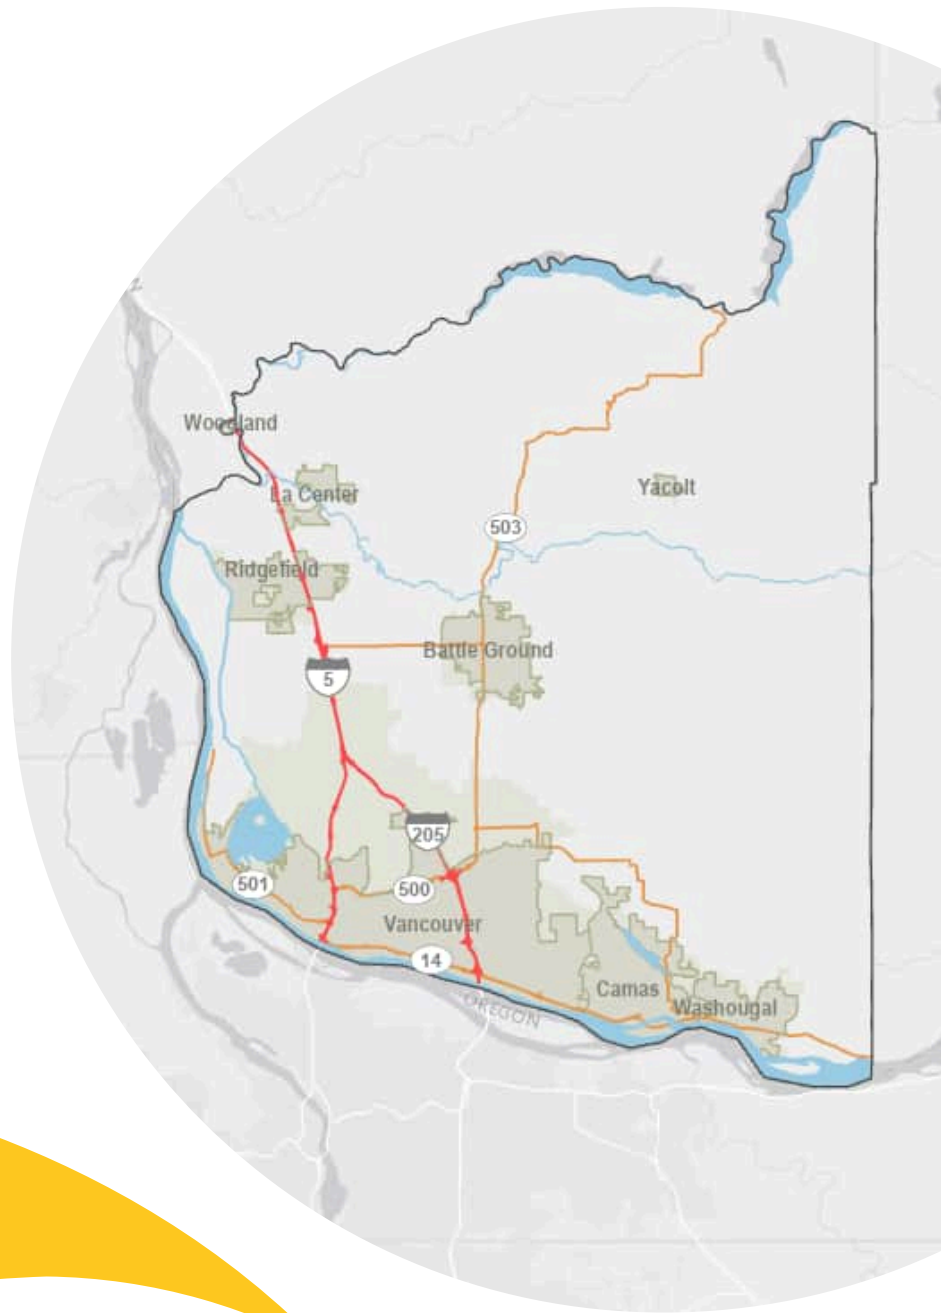 Woodland
La Center
Yacolt
503
Ridgefield
Battle Ground
5
205
501
500
Vancouver
14
Camas
Washougal
OREGON